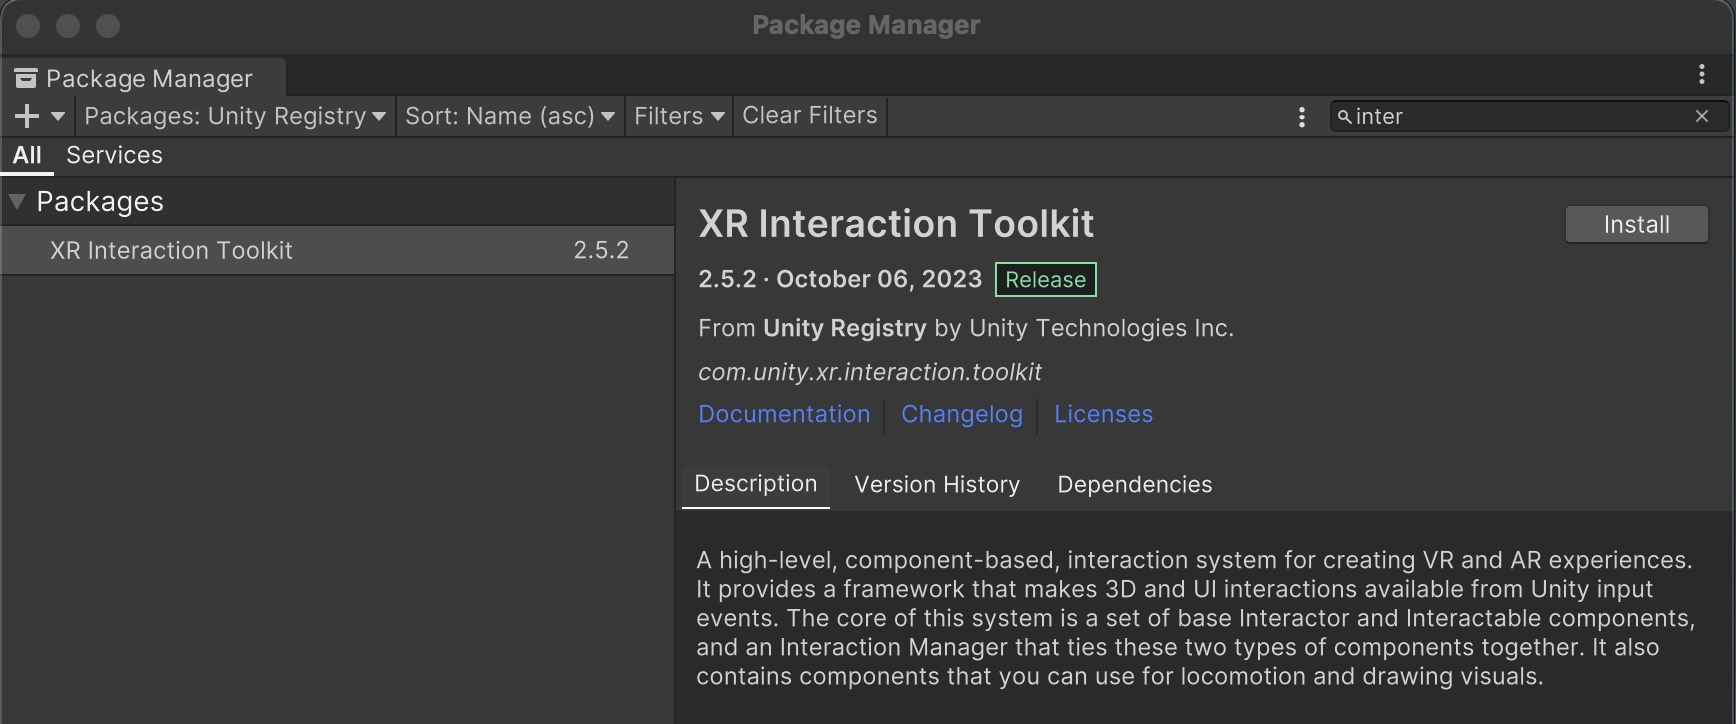 Package Manager
Package Manager
Packages: Unity Registry Sort: Name (asc) Filters Clear Filters inter
All Services
Packages
XR Interaction Toolkit 2.5.2
XR Interaction Toolkit Install
2.5.2 · October 06, 2023 Release
From Unity Registry by Unity Technologies Inc.
com.unity.xr.interaction.toolkit
Documentation Changelog Licenses
Description Version History Dependencies
A high-level, component-based, interaction system for creating VR and AR experiences.
It provides a framework that makes 3D and UI interactions available from Unity input
events. The core of this system is a set of base Interactor and Interactable components,
and an Interaction Manager that ties these two types of components together. It also
contains components that you can use for locomotion and drawing visuals.